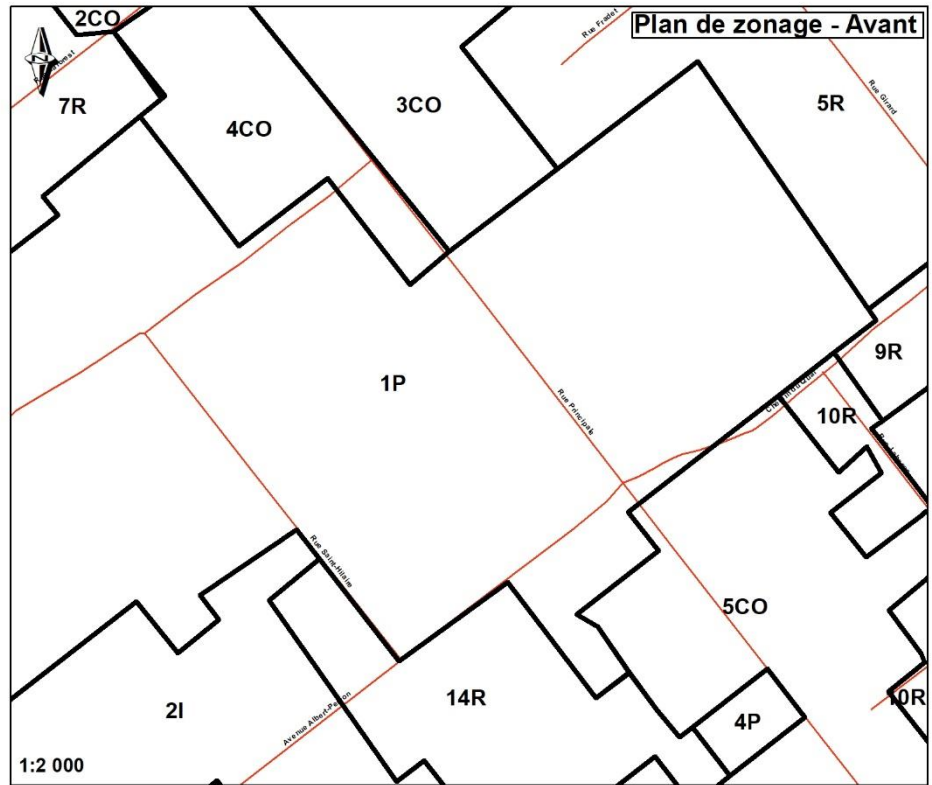 Plan de zonage - Avant
2CO
Rue Fradet
Rue Girard
7R
4CO
3CO
5R
N
9R
1P
Rue Principale
10R
Rue Saint-Hilaire
5CO
2I
14R
4P
10R
Avenue Albert-Perron
1:2 000